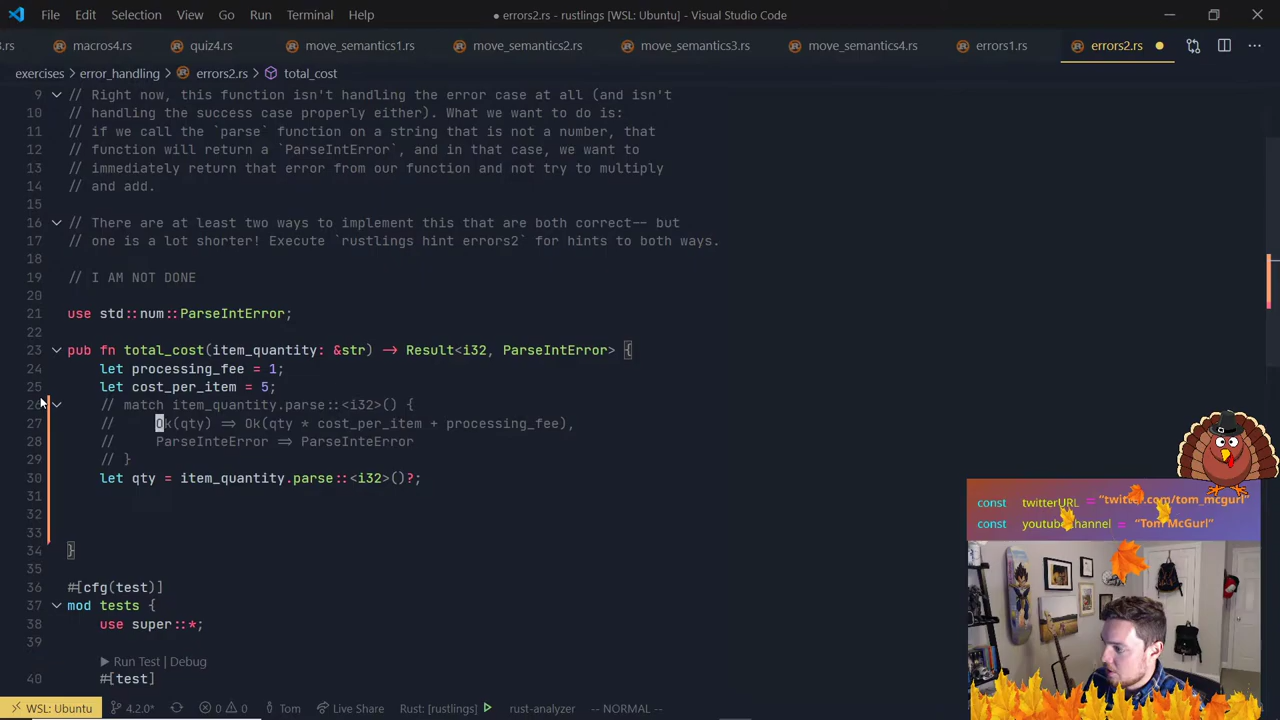 File Edit Selection View Go Run Terminal Help
● errors2.rs - rustlings [WSL: Ubuntu] - Visual Studio Code
3.rs macros4.rs quiz4.rs move_semantics1.rs move_semantics2.rs move_semantics3.rs move_semantics4.rs errors1.rs errors2.rs
exercises > error_handling > errors2.rs > total_cost
9 // Right now, this function isn't handling the error case at all (and isn't
10 // handling the success case properly either). What we want to do is:
11 // if we call the `parse` function on a string that is not a number, that
12 // function will return a `ParseIntError`, and in that case, we want to
13 // immediately return that error from our function and not try to multiply
14 // and add.
15
16 // There are at least two ways to implement this that are both correct-- but
17 // one is a lot shorter! Execute `rustlings hint errors2` for hints to both ways.
18
19 // I AM NOT DONE
20
21 use std::num::ParseIntError;
22
23 pub fn total_cost(item_quantity: &str) -> Result<i32, ParseIntError> {
24 let processing_fee = 1;
25 let cost_per_item = 5;
26 // match item_quantity.parse::<i32>() {
27 // Ok(qty) => Ok(qty * cost_per_item + processing_fee),
28 // ParseInteError => ParseInteError
29 // }
30 let qty = item_quantity.parse::<i32>()?;
31
32
33
34 }
35
36 #[cfg(test)]
37 mod tests {
38 use super::*;
39
▶ Run Test | Debug
40 #[test]
const twitterURL = "twitter.com/tom_mcgurl"
const youtubeChannel = "Tom McGurl"
WSL: Ubuntu 4.2.0* 0 0 Tom Live Share Rust: [rustlings] rust-analyzer -- NORMAL --